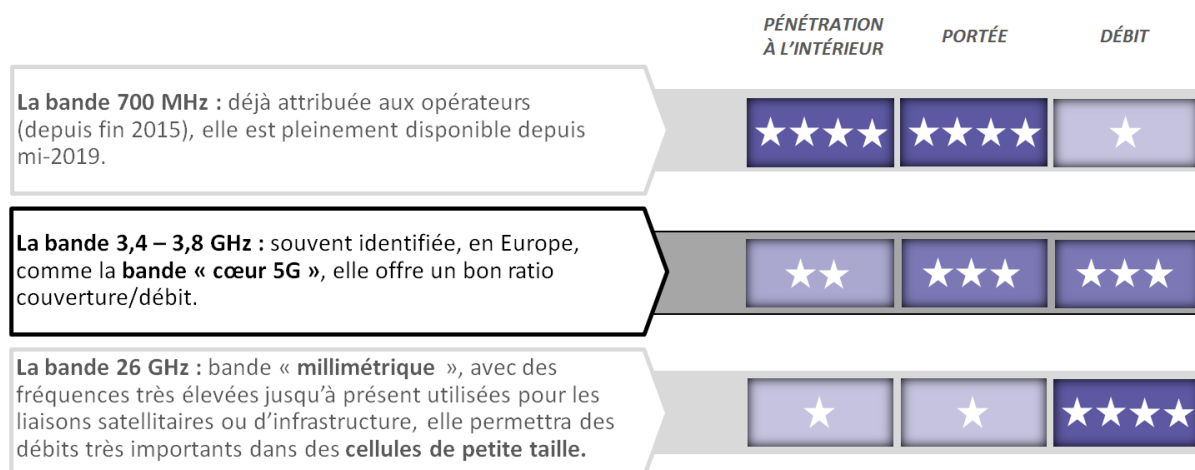 PÉNÉTRATION
À L'INTÉRIEUR
PORTÉE
DÉBIT
La bande 700 MHz : déjà attribuée aux opérateurs
(depuis fin 2015), elle est pleinement disponible depuis
mi-2019.
La bande 3,4 – 3,8 GHz : souvent identifiée, en Europe,
comme la bande « cœur 5G », elle offre un bon ratio
couverture/débit.
La bande 26 GHz : bande « millimétrique  », avec des
fréquences très élevées jusqu'à présent utilisées pour les
liaisons satellitaires ou d'infrastructure, elle permettra des
débits très importants dans des cellules de petite taille.